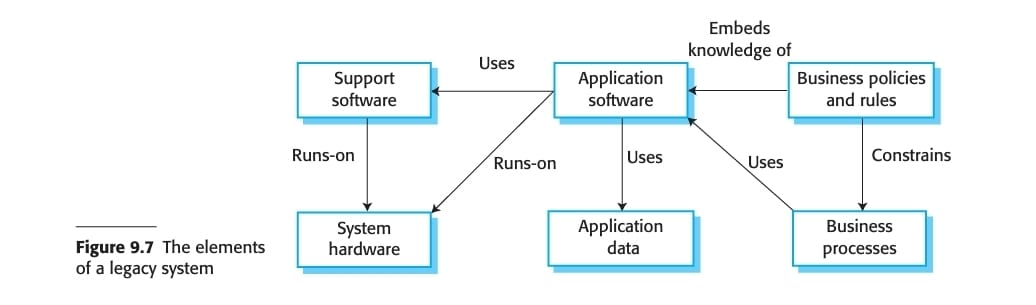 Embeds
knowledge of
Uses
Support
software
Application
software
Business policies
and rules
Runs-on
Runs-on
Uses
Uses
Constrains
System
hardware
Application
data
Business
processes
Figure 9.7 The elements
of a legacy system